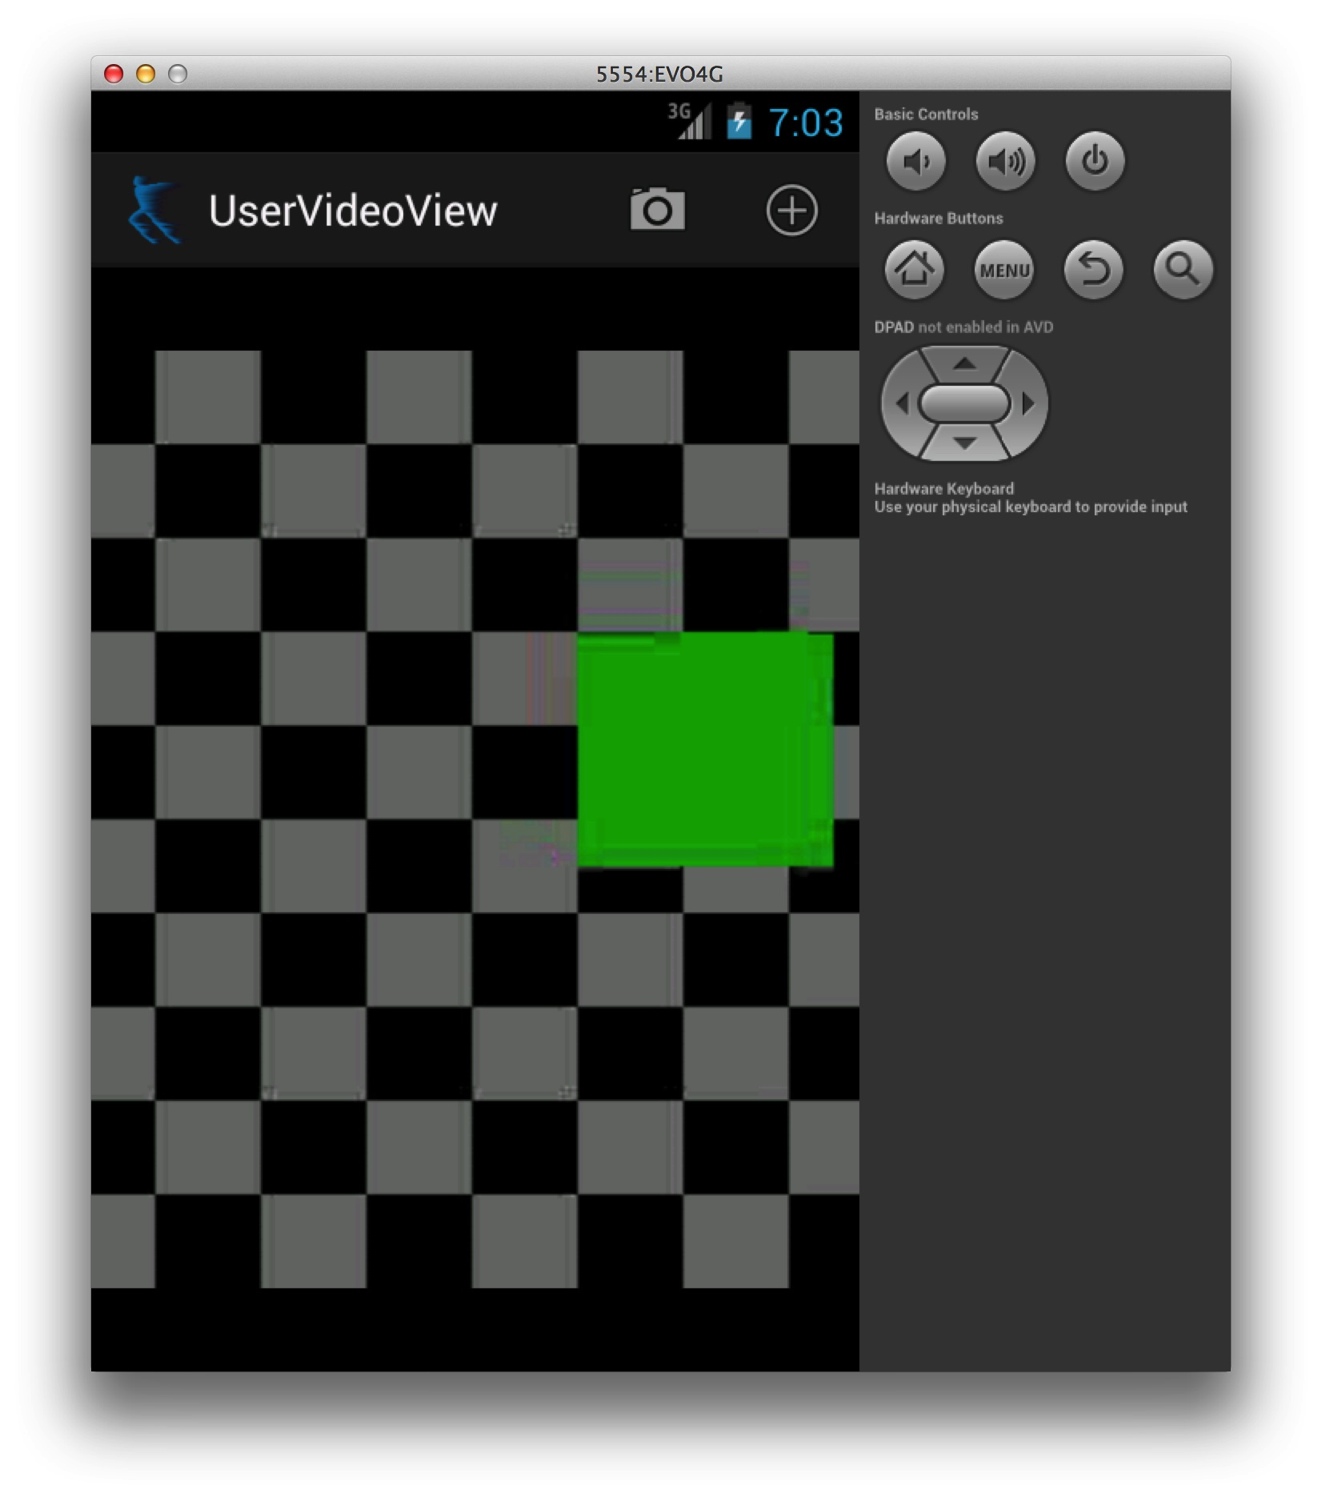 5554:EVO4G
3G 7:03
UserVideoView
Basic Controls
Hardware Buttons
MENU
DPAD not enabled in AVD
Hardware Keyboard
Use your physical keyboard to provide input